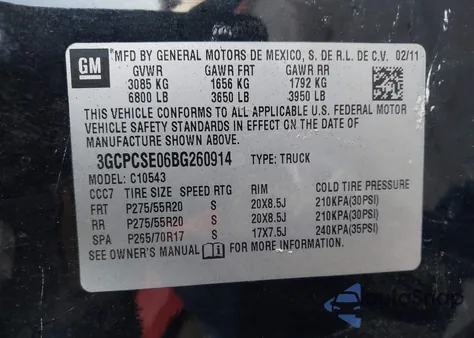 GM
MFD BY GENERAL MOTORS DE MEXICO, S. DE R.L. DE C.V. 02/11
GVWR GAWR FRT GAWR RR
3085 KG 1656 KG 1792 KG
6800 LB 3650 LB 3950 LB
THIS VEHICLE CONFORMS TO ALL APPLICABLE U.S. FEDERAL MOTOR
VEHICLE SAFETY AND THEFT PREVENTION STANDARDS IN EFFECT ON THE DATE OF
MANUFACTURE SHOWN ABOVE.
3GCPCSE06BG260914 TYPE: TRUCK
MODEL: C10543
CCC7 TIRE SIZE SPEED RTG RIM COLD TIRE PRESSURE
FRT P275/55R20 S 20X8.5J 210KPA(30PSI)
RR P275/55R20 S 20X8.5J 210KPA(30PSI)
SPA P265/70R17 S 17X7.5J 240KPA(35PSI)
SEE OWNER'S MANUAL FOR MORE INFORMATION.
AutoSnap